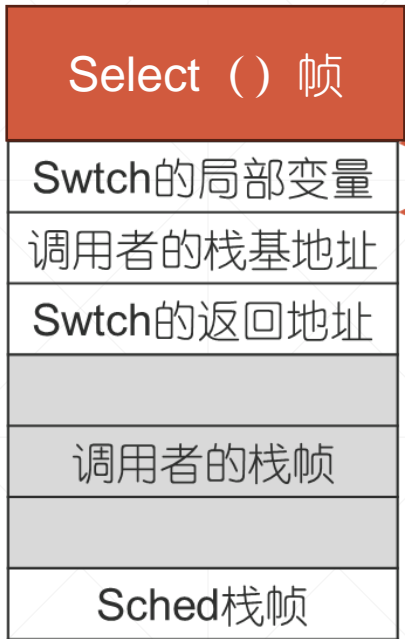 Select（）帧
Swtch的局部变量
调用者的栈基地址
Swtch的返回地址
调用者的栈帧
Sched栈帧